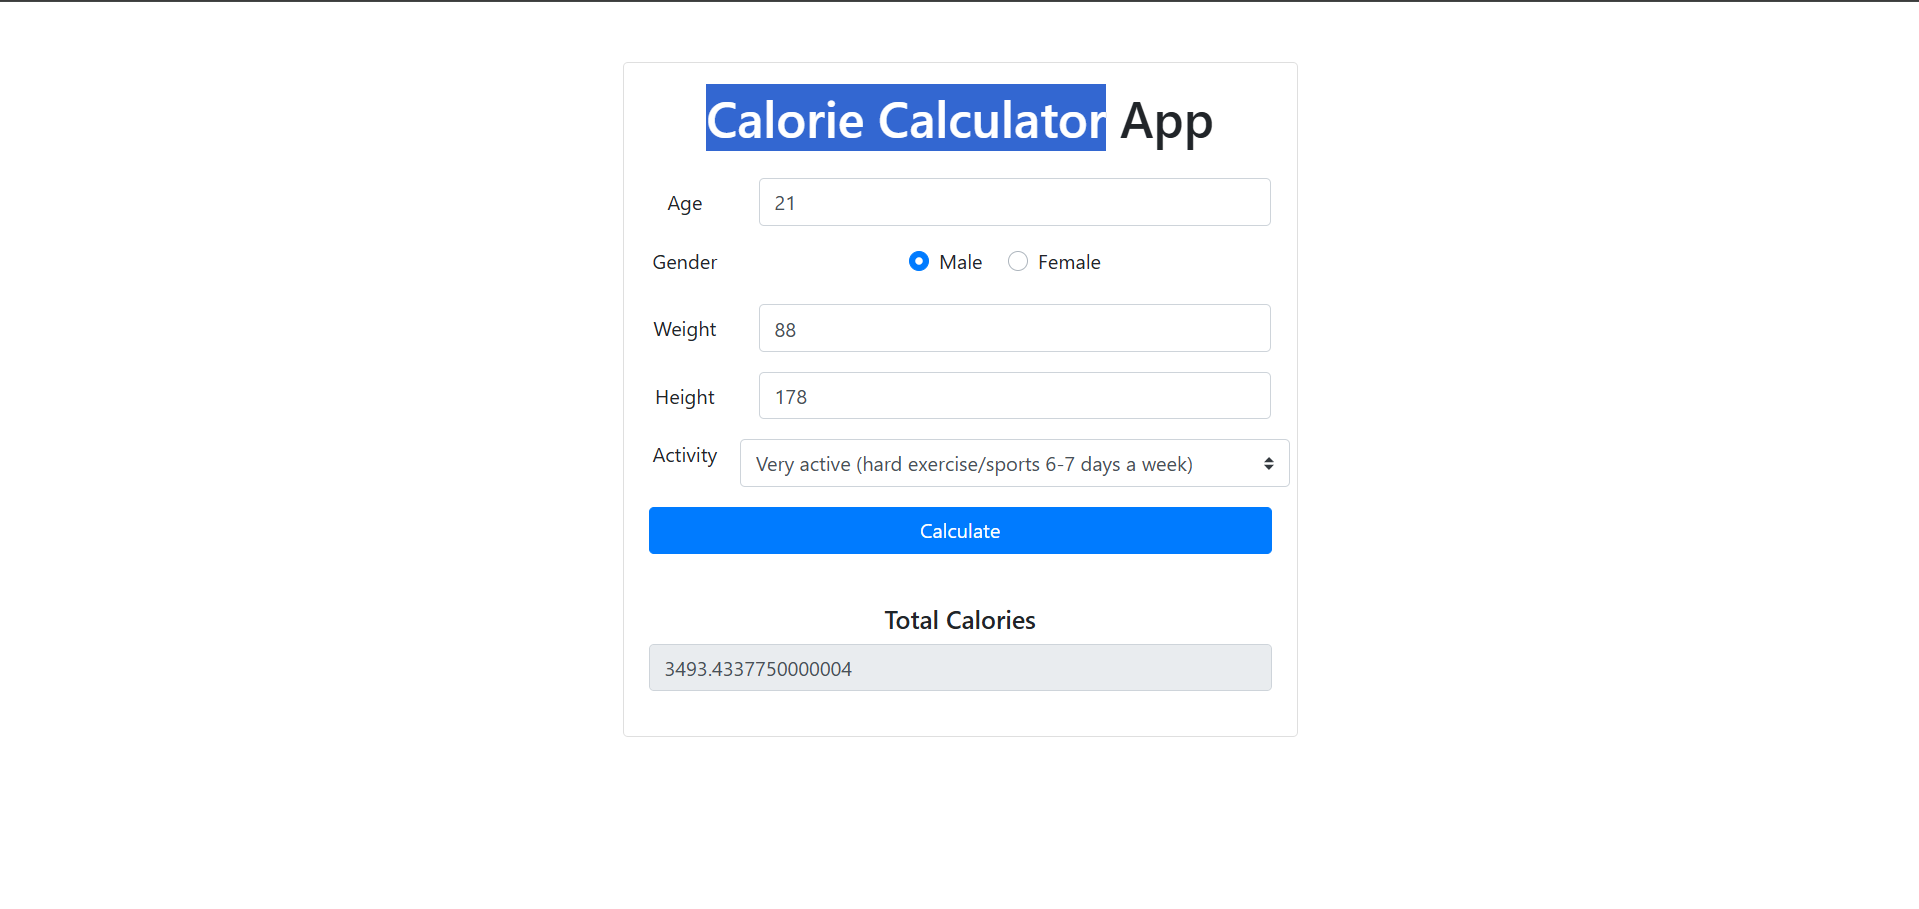 Calorie Calculator App
Age 21
Gender Male Female
Weight 88
Height 178
Activity Very active (hard exercise/sports 6-7 days a week)
Calculate
Total Calories
3493.4337750000004